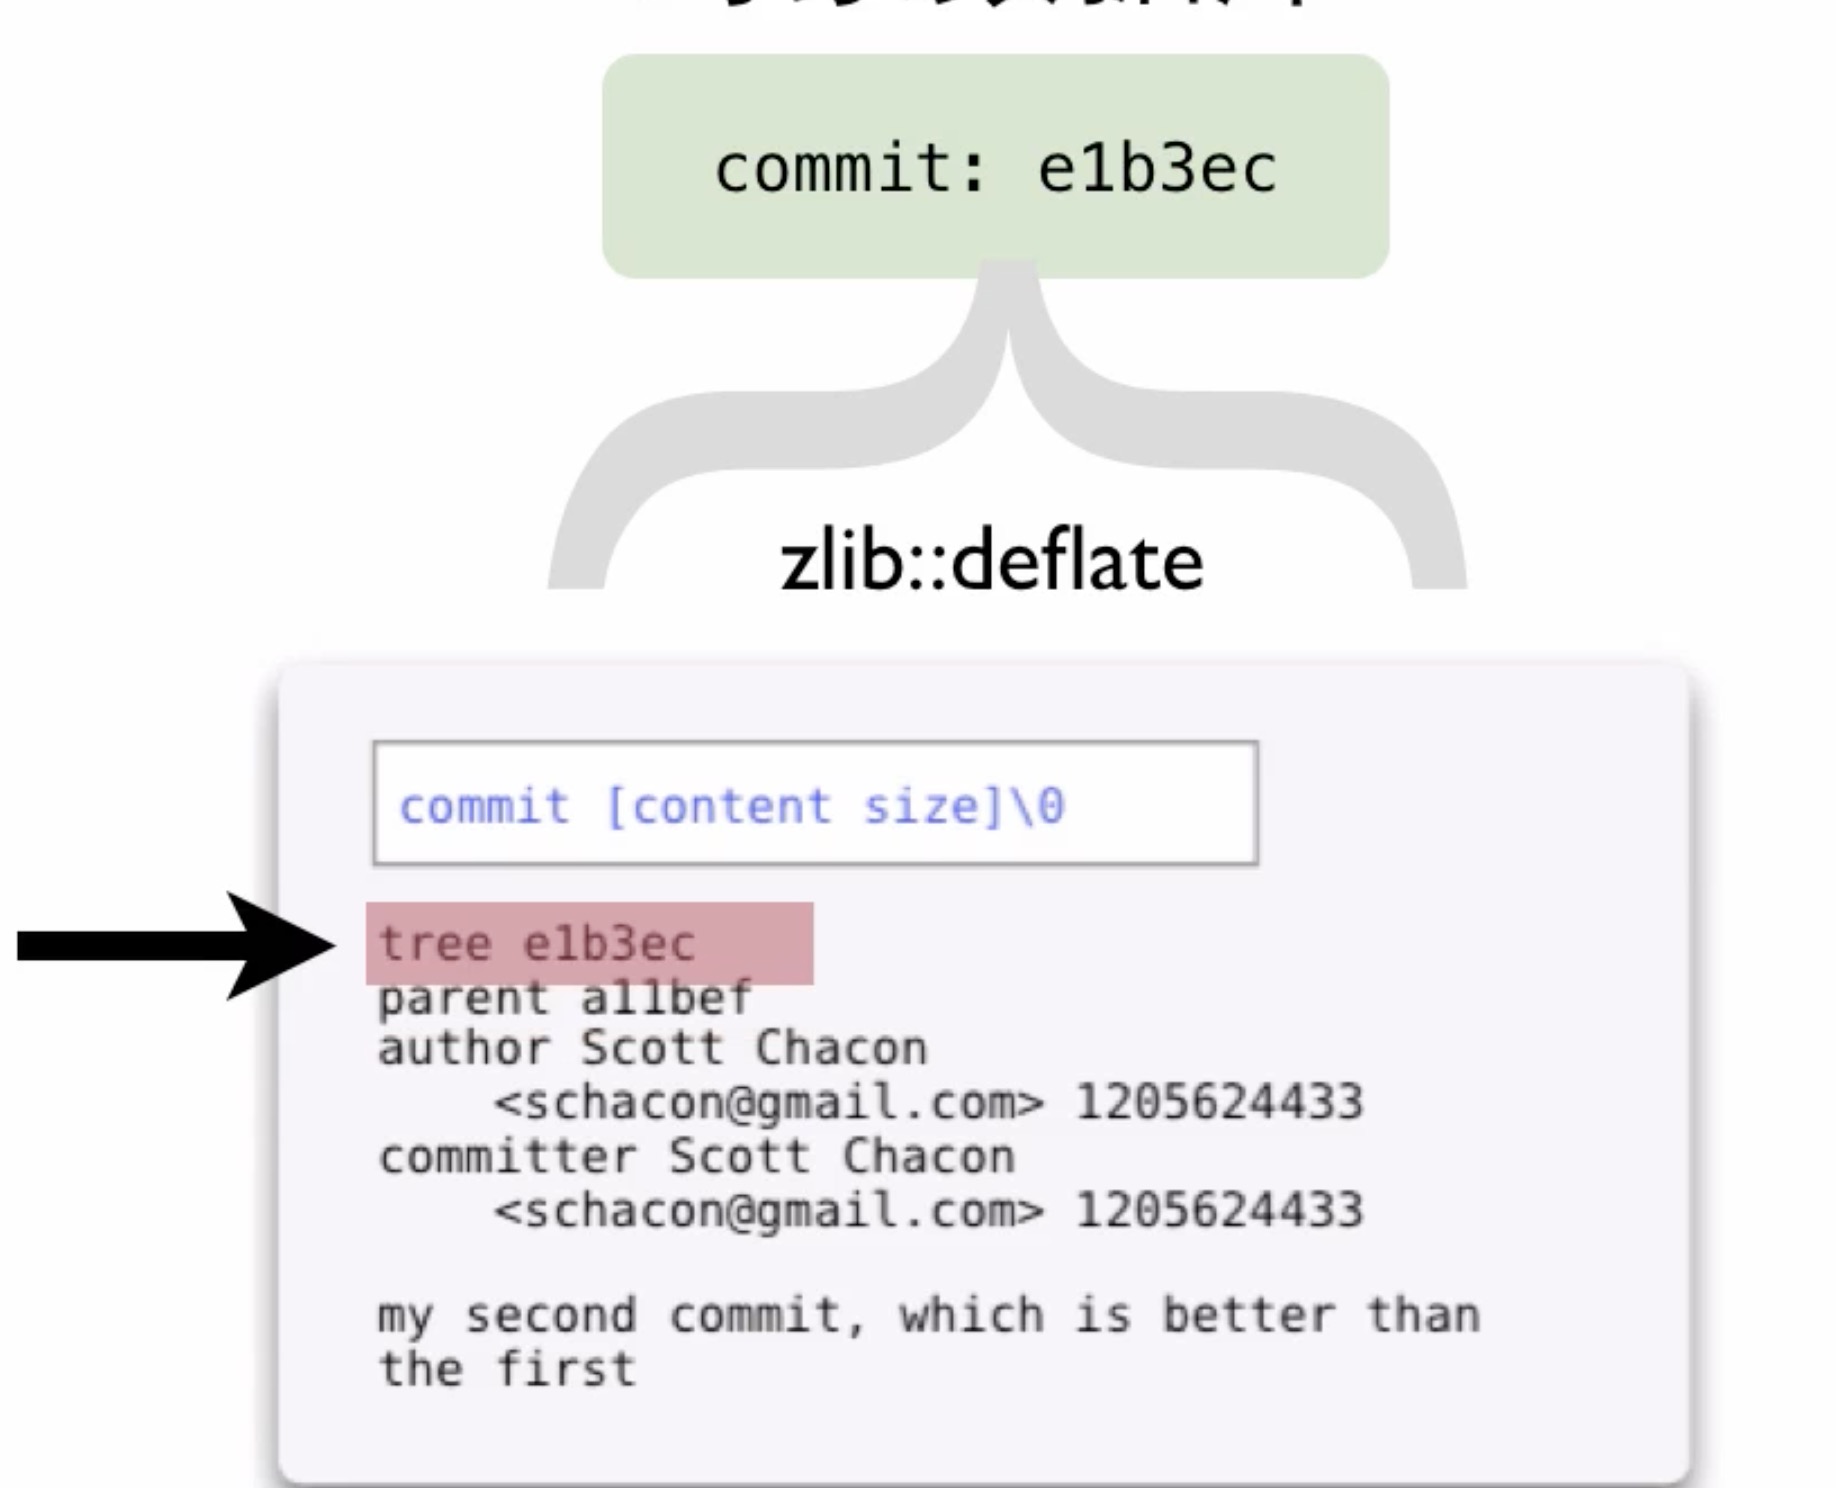 commit: e1b3ec
zlib::deflate
commit [content size]\0
tree e1b3ec
parent a11bef
author Scott Chacon
<schacon@gmail.com> 1205624433
committer Scott Chacon
<schacon@gmail.com> 1205624433
my second commit, which is better than
the first